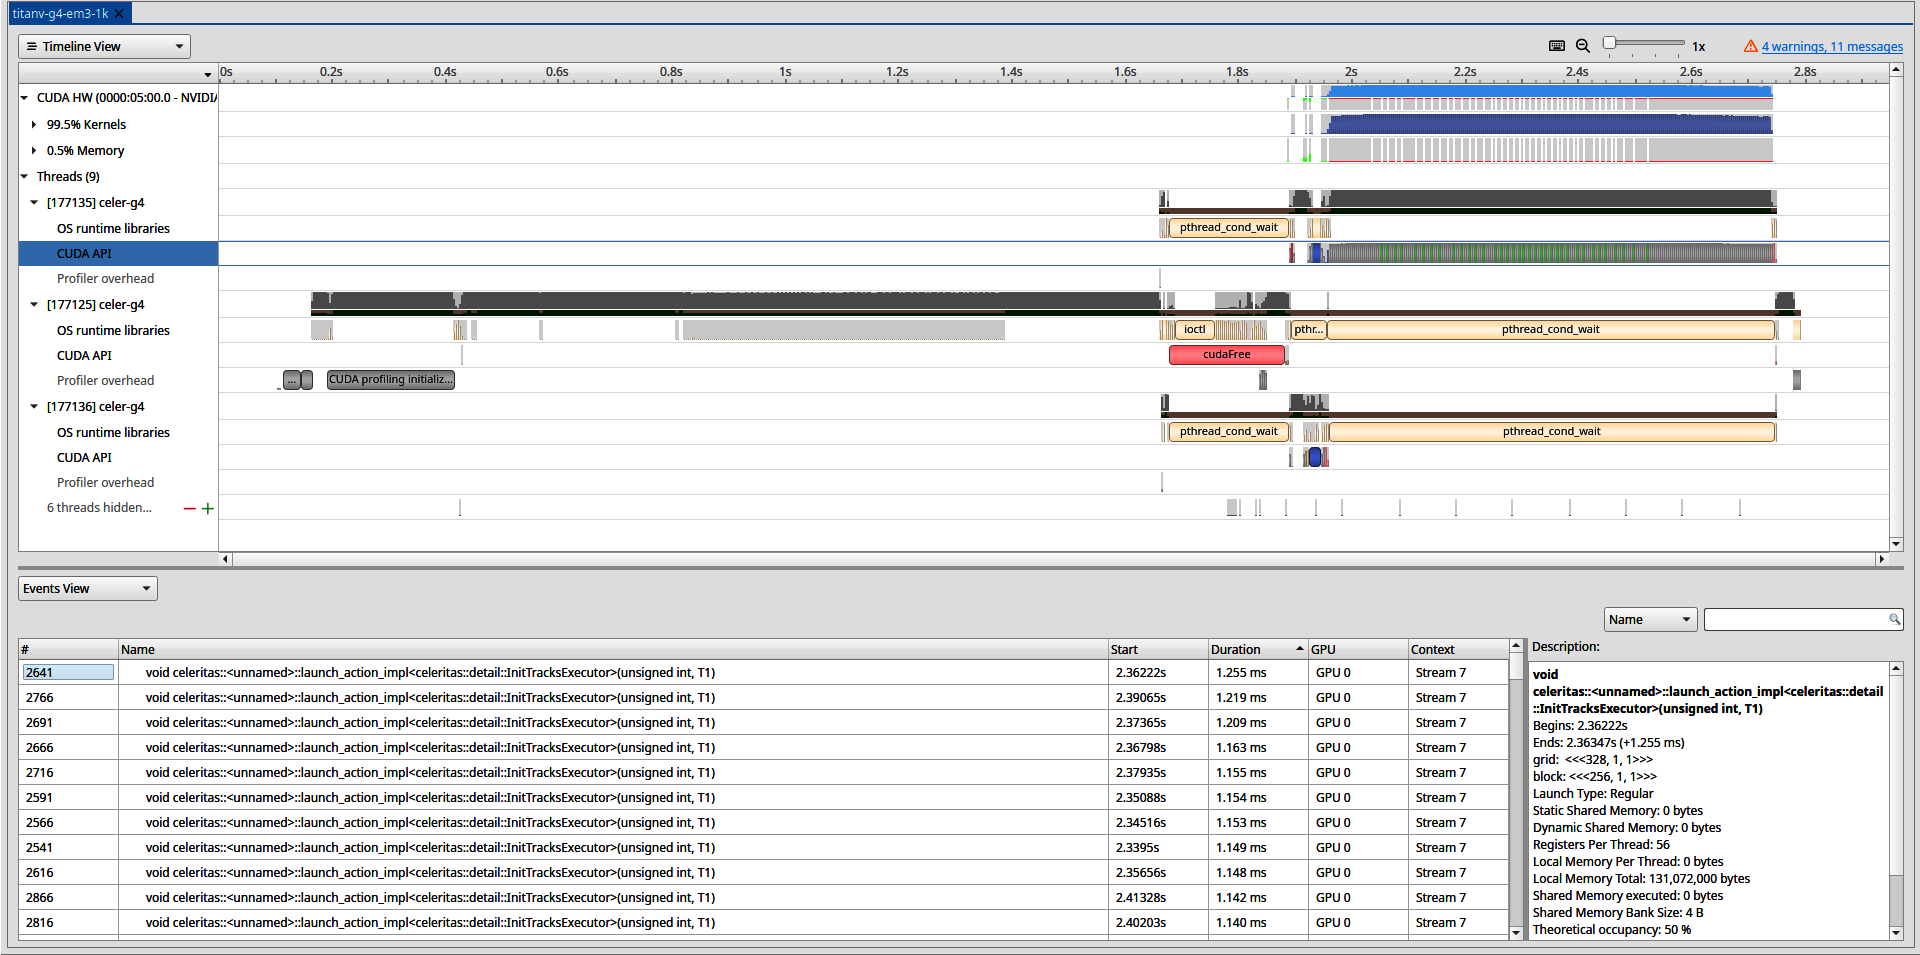 titanv-g4-em3-1k
Timeline View
1x
4 warnings, 11 messages
0s 0.2s 0.4s 0.6s 0.8s 1s 1.2s 1.4s 1.6s 1.8s 2s 2.2s 2.4s 2.6s 2.8s
CUDA HW (0000:05:00.0 - NVIDIA
99.5% Kernels
0.5% Memory
Threads (9)
[177135] celer-g4
OS runtime libraries pthread_cond_wait
CUDA API
Profiler overhead
[177125] celer-g4
OS runtime libraries ioctl pthr... pthread_cond_wait
CUDA API cudaFree
Profiler overhead ... CUDA profiling initializ...
[177136] celer-g4
OS runtime libraries pthread_cond_wait pthread_cond_wait
CUDA API
Profiler overhead
6 threads hidden... − +
Events View
Name
# Name Start Duration GPU Context
2641 void celeritas::<unnamed>::launch_action_impl<celeritas::detail::InitTracksExecutor>(unsigned int, T1) 2.36222s 1.255 ms GPU 0 Stream 7
2766 void celeritas::<unnamed>::launch_action_impl<celeritas::detail::InitTracksExecutor>(unsigned int, T1) 2.39065s 1.219 ms GPU 0 Stream 7
2691 void celeritas::<unnamed>::launch_action_impl<celeritas::detail::InitTracksExecutor>(unsigned int, T1) 2.37365s 1.209 ms GPU 0 Stream 7
2666 void celeritas::<unnamed>::launch_action_impl<celeritas::detail::InitTracksExecutor>(unsigned int, T1) 2.36798s 1.163 ms GPU 0 Stream 7
2716 void celeritas::<unnamed>::launch_action_impl<celeritas::detail::InitTracksExecutor>(unsigned int, T1) 2.37935s 1.155 ms GPU 0 Stream 7
2591 void celeritas::<unnamed>::launch_action_impl<celeritas::detail::InitTracksExecutor>(unsigned int, T1) 2.35088s 1.154 ms GPU 0 Stream 7
2566 void celeritas::<unnamed>::launch_action_impl<celeritas::detail::InitTracksExecutor>(unsigned int, T1) 2.34516s 1.153 ms GPU 0 Stream 7
2541 void celeritas::<unnamed>::launch_action_impl<celeritas::detail::InitTracksExecutor>(unsigned int, T1) 2.3395s 1.149 ms GPU 0 Stream 7
2616 void celeritas::<unnamed>::launch_action_impl<celeritas::detail::InitTracksExecutor>(unsigned int, T1) 2.35656s 1.148 ms GPU 0 Stream 7
2866 void celeritas::<unnamed>::launch_action_impl<celeritas::detail::InitTracksExecutor>(unsigned int, T1) 2.41328s 1.142 ms GPU 0 Stream 7
2816 void celeritas::<unnamed>::launch_action_impl<celeritas::detail::InitTracksExecutor>(unsigned int, T1) 2.40203s 1.140 ms GPU 0 Stream 7
Description:
void
celeritas::<unnamed>::launch_action_impl<celeritas::detail
::InitTracksExecutor>(unsigned int, T1)
Begins: 2.36222s
Ends: 2.36347s (+1.255 ms)
grid: <<<328, 1, 1>>>
block: <<<256, 1, 1>>>
Launch Type: Regular
Static Shared Memory: 0 bytes
Dynamic Shared Memory: 0 bytes
Registers Per Thread: 56
Local Memory Per Thread: 0 bytes
Local Memory Total: 131,072,000 bytes
Shared Memory executed: 0 bytes
Shared Memory Bank Size: 4 B
Theoretical occupancy: 50 %